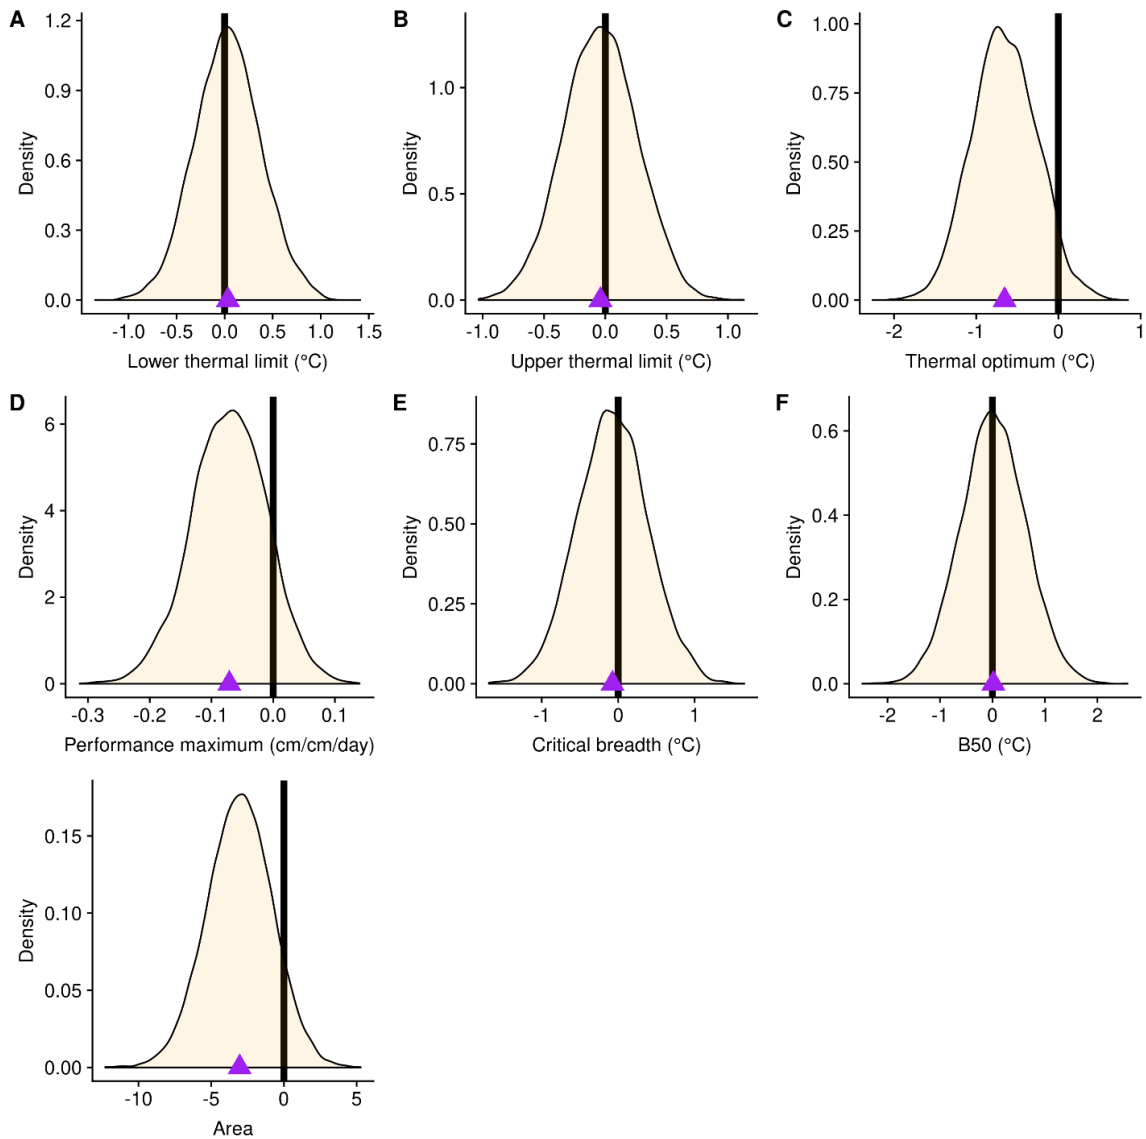 A
1.2
0.9
0.6
0.3
0.0
Density
-1.0 -0.5 0.0 0.5 1.0 1.5
Lower thermal limit (°C)
B
1.0
0.5
0.0
Density
-1.0 -0.5 0.0 0.5 1.0
Upper thermal limit (°C)
C
1.00
0.75
0.50
0.25
0.00
Density
-2 -1 0 1
Thermal optimum (°C)
D
6
4
2
0
Density
-0.3 -0.2 -0.1 0.0 0.1
Performance maximum (cm/cm/day)
E
0.75
0.50
0.25
0.00
Density
-1 0 1
Critical breadth (°C)
F
0.6
0.4
0.2
0.0
Density
-2 -1 0 1 2
B50 (°C)
0.15
0.10
0.05
0.00
Density
-10 -5 0 5
Area